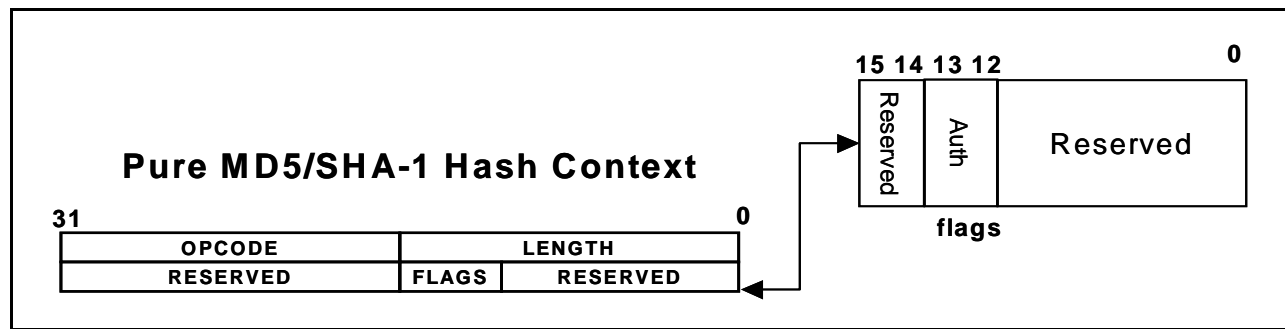 0
15 14 13 12
Reserved
Auth
Reserved
flags
Pure MD5/SHA-1 Hash Context
31
0
OPCODE
LENGTH
RESERVED
FLAGS
RESERVED